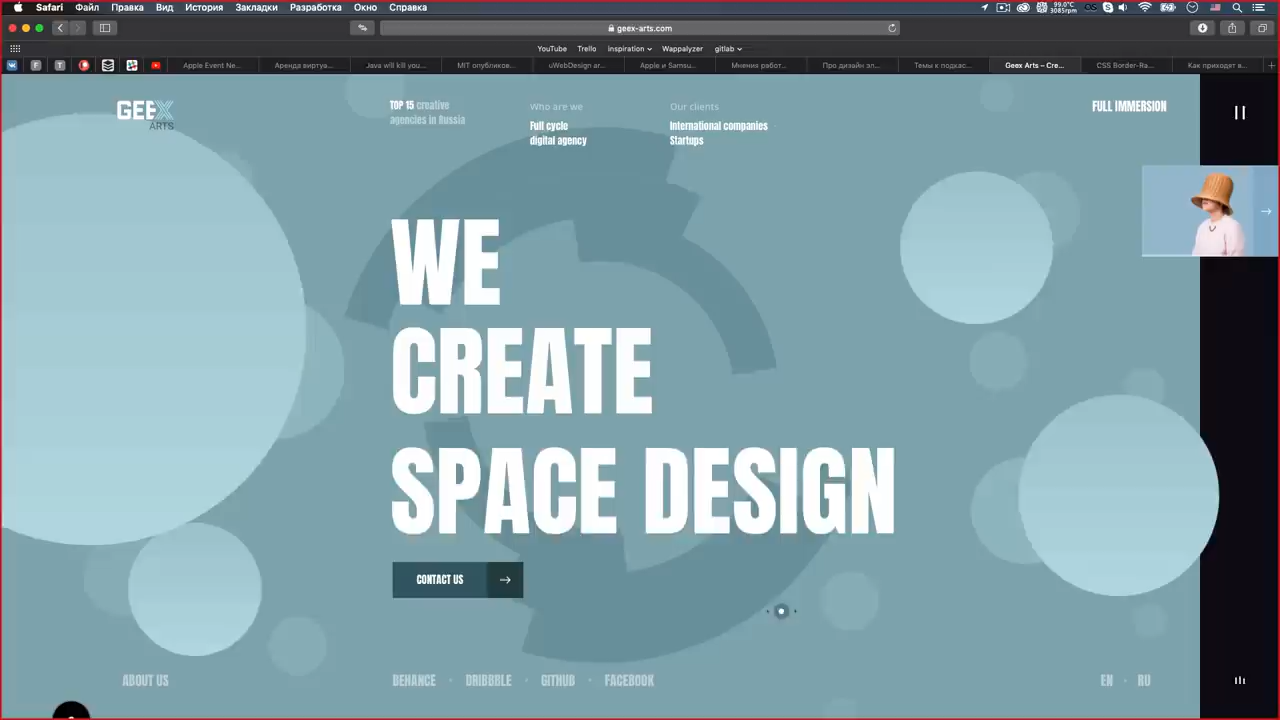 Safari Файл Правка Вид История Закладки Разработка Окно Справка
99.0°C
3085rpm
geex-arts.com
YouTube Trello inspiration Wappalyzer gitlab
Apple Event Ne... Аренда виртуа... Java will kill you... MIT опубликов... uWebDesign ar... Apple и Samsu... Мнения работ... Про дизайн эл... Темы к подкас... Geex Arts – Cre... CSS Border-Ra... Как приходят в...
GEEX
ARTS
TOP 15 creative
agencies in Russia
Who are we
Full cycle
digital agency
Our clients
International companies
Startups
FULL IMMERSION
WE
CREATE
SPACE DESIGN
CONTACT US
ABOUT US
BEHANCE · DRIBBBLE · GITHUB · FACEBOOK
EN · RU